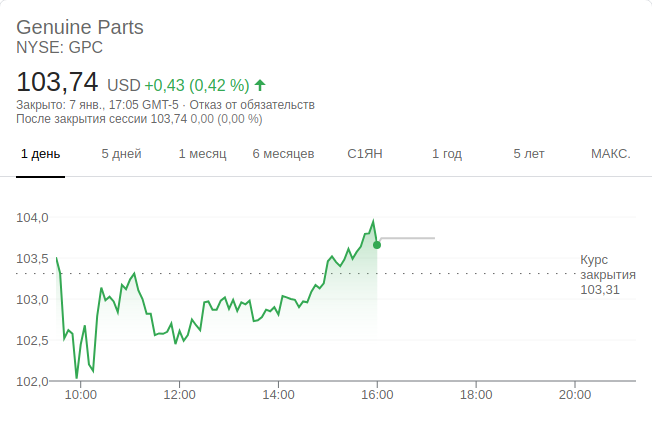 Genuine Parts
NYSE: GPC
103,74 USD +0,43 (0,42 %)
Закрыто: 7 янв., 17:05 GMT-5 · Отказ от обязательств
После закрытия сессии 103,74 0,00 (0,00 %)
1 день 5 дней 1 месяц 6 месяцев С1ЯН 1 год 5 лет МАКС.
104,0
103,5
Курс
закрытия
103,31
103,0
102,5
102,0
10:00 12:00 14:00 16:00 18:00 20:00